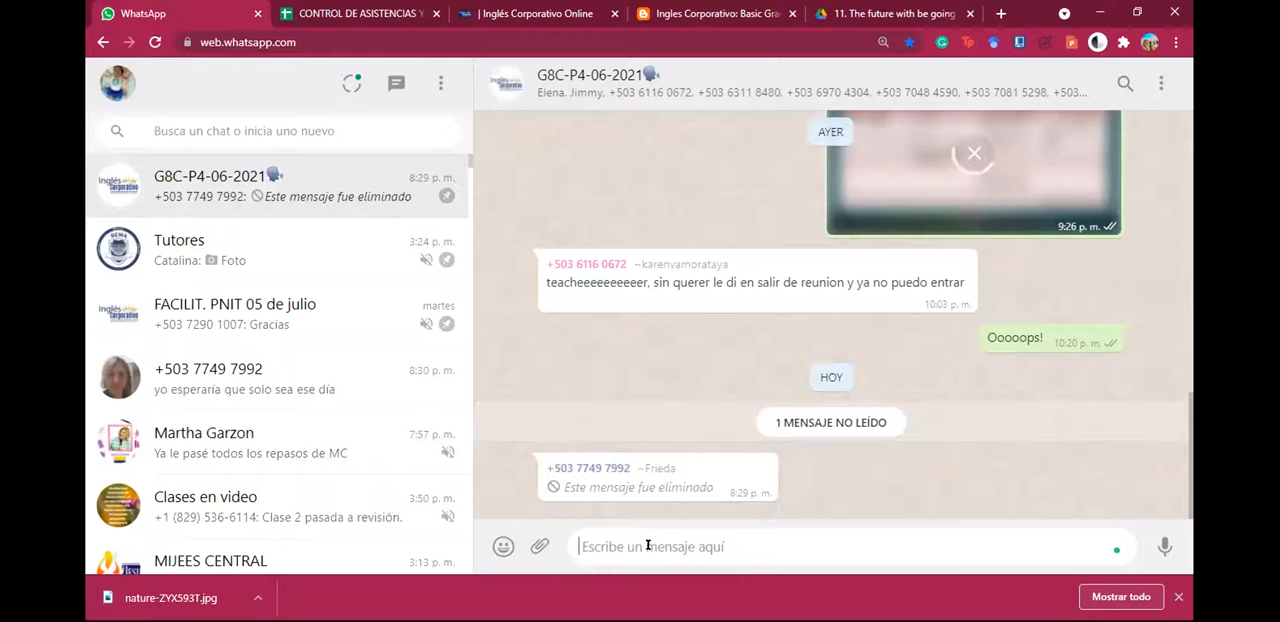 WhatsApp
CONTROL DE ASISTENCIAS Y
| Inglés Corporativo Online
Ingles Corporativo: Basic Gra
11. The future with be going
web.whatsapp.com
G8C-P4-06-2021
Elena. Jimmy, +503 6116 0672, +503 6311 8480, +503 6970 4304, +503 7048 4590, +503 7081 5298, +503...
Busca un chat o inicia uno nuevo
G8C-P4-06-2021
8:29 p. m.
+503 7749 7992: Este mensaje fue eliminado
Tutores
3:24 p. m.
Catalina: Foto
FACILIT. PNIT 05 de julio
martes
+503 7290 1007: Gracias
+503 7749 7992
8:30 p. m.
yo esperaría que solo sea ese día
Martha Garzon
7:57 p. m.
Ya le pasé todos los repasos de MC
Clases en video
3:50 p. m.
+1 (829) 536-6114: Clase 2 pasada a revisión.
MIJEES CENTRAL
3:13 p. m.
AYER
9:26 p. m.
+503 6116 0672 ~karenvamorataya
teacheeeeeeeeeer, sin querer le di en salir de reunion y ya no puedo entrar
10:03 p. m.
Ooooops!
10:20 p. m.
HOY
1 MENSAJE NO LEÍDO
+503 7749 7992 ~Frieda
Este mensaje fue eliminado
8:29 p. m.
Escribe un mensaje aquí
nature-ZYX593T.jpg
Mostrar todo